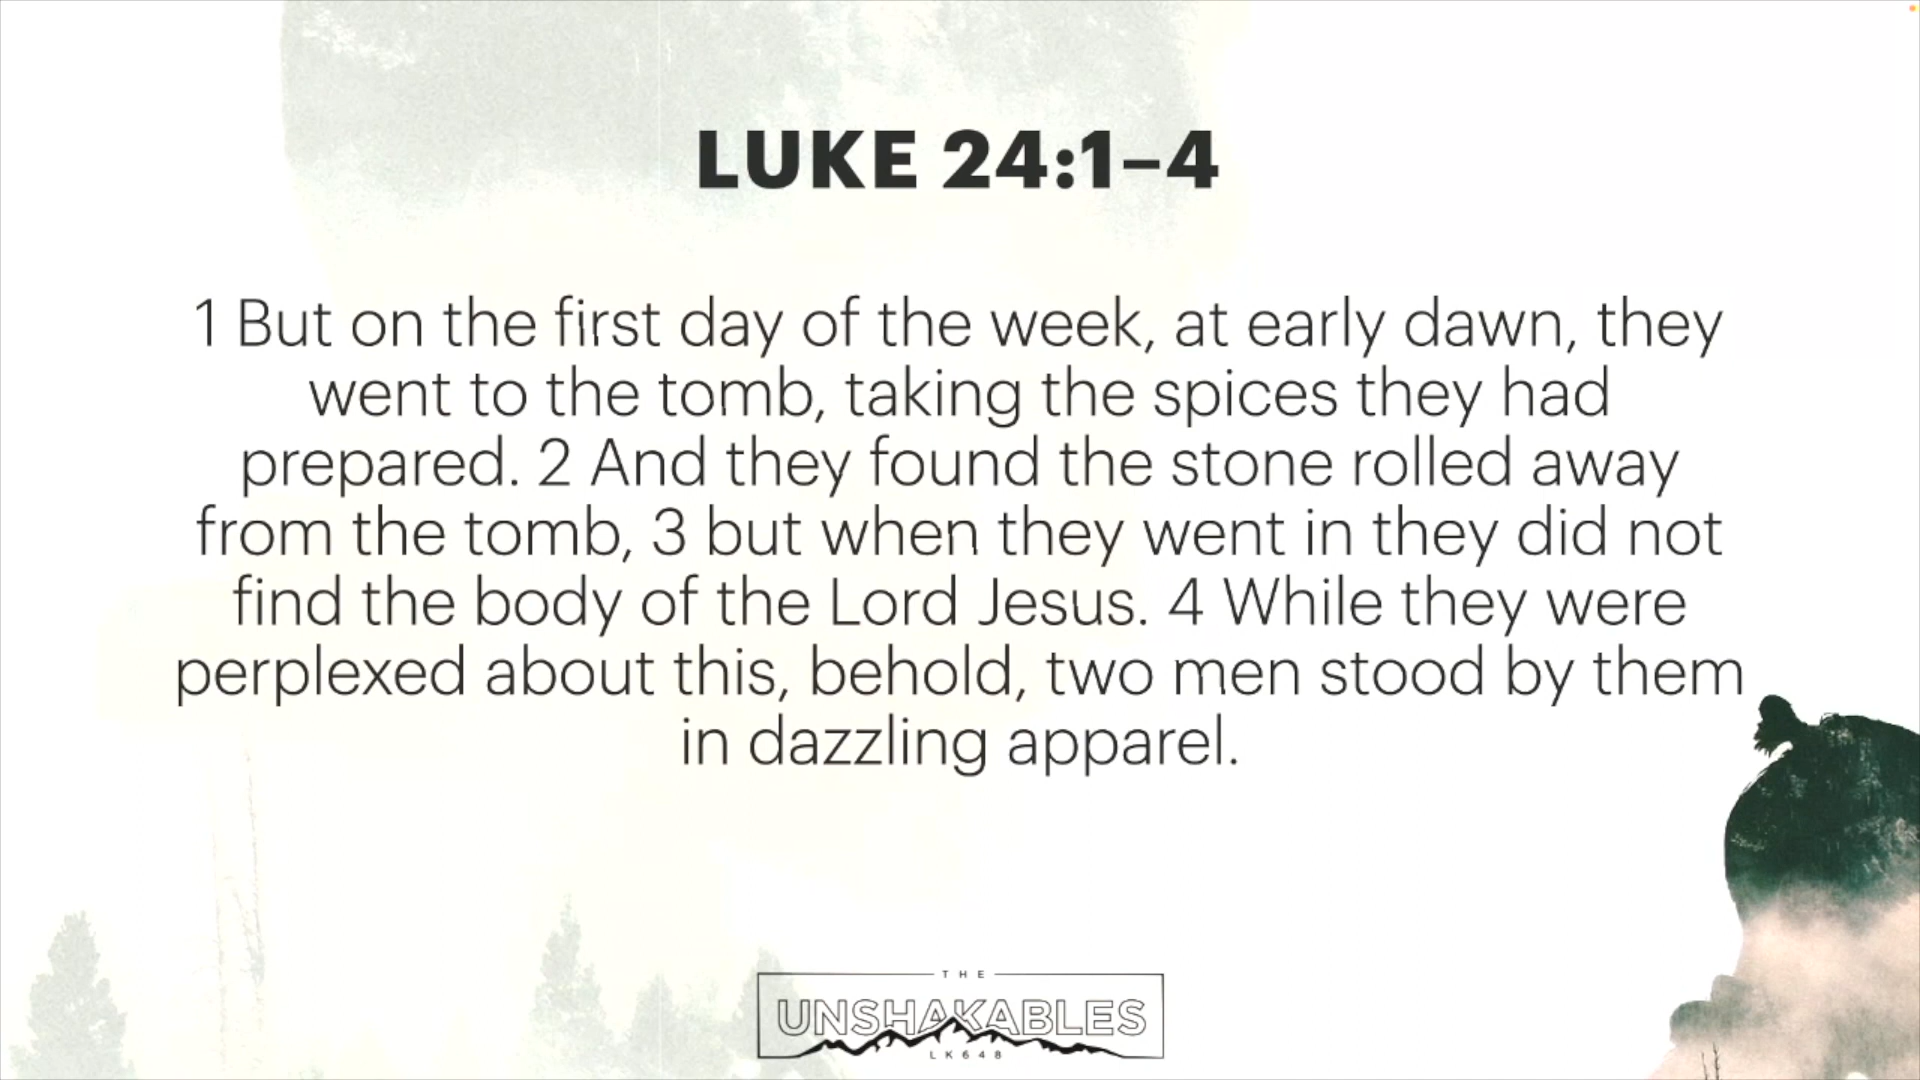 LUKE 24:1–4
1 But on the first day of the week, at early dawn, they
went to the tomb, taking the spices they had
prepared. 2 And they found the stone rolled away
from the tomb, 3 but when they went in they did not
find the body of the Lord Jesus. 4 While they were
perplexed about this, behold, two men stood by them
in dazzling apparel.
THE
UNSHAKABLES
LK648